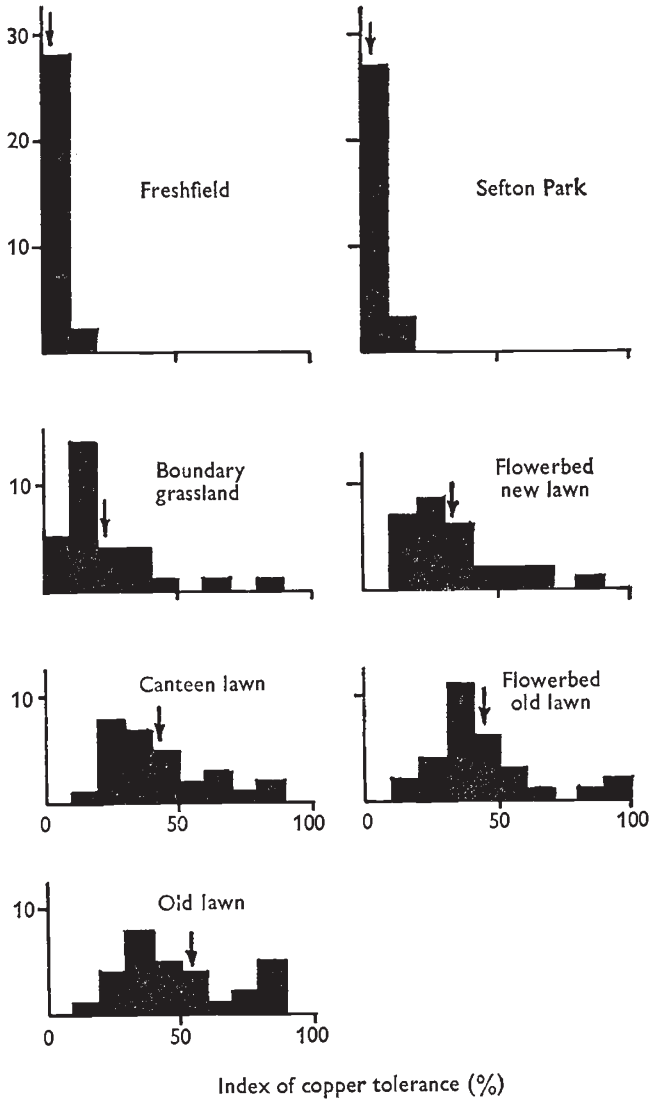 30
20
10
Freshfield
Sefton Park
10
Boundary
grassland
Flowerbed
new lawn
10
Canteen lawn
0
50
100
Flowerbed
old lawn
0
50
100
10
Old lawn
0
50
100
Index of copper tolerance (%)